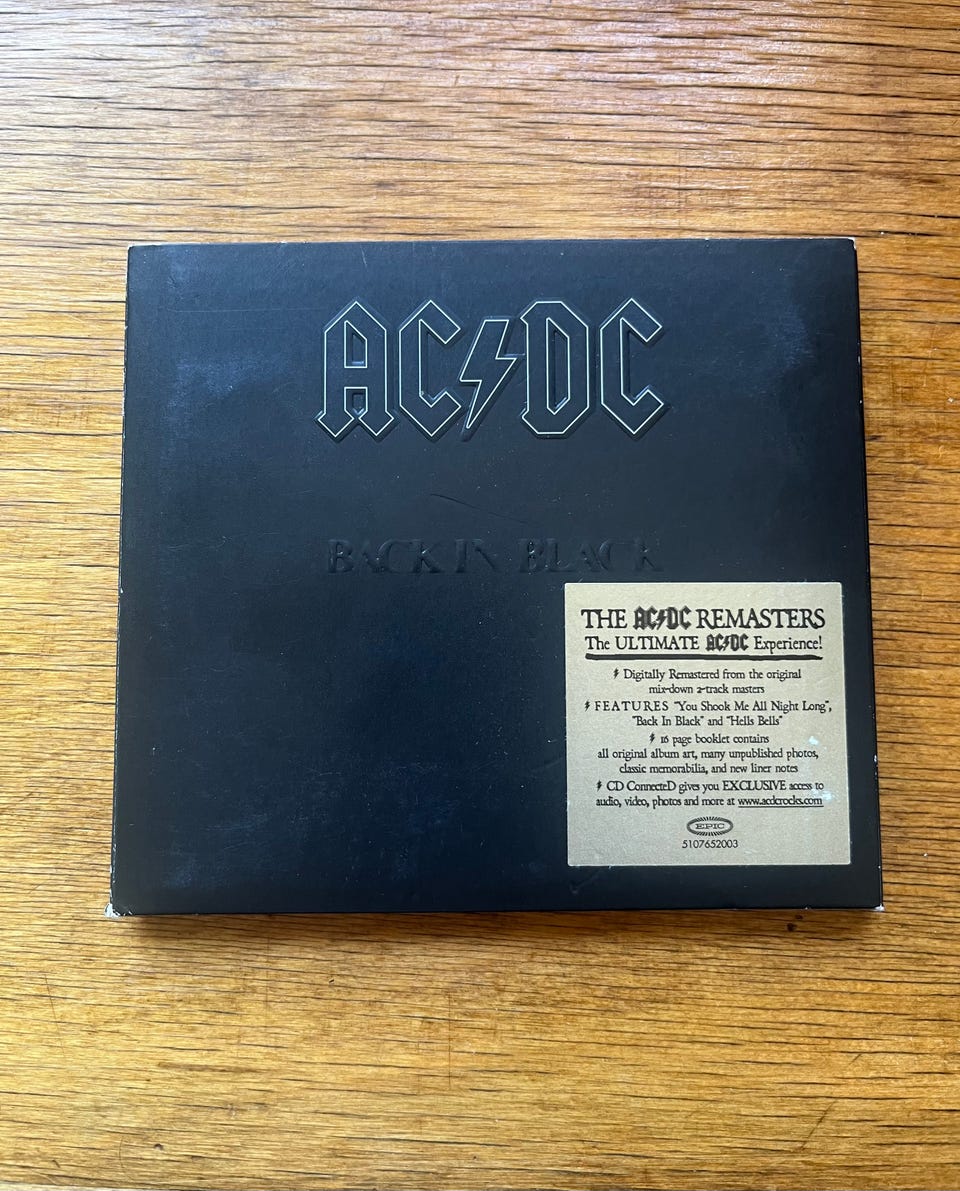 AC⚡DC
BACK IN BLACK
THE AC⚡DC REMASTERS
The ULTIMATE AC⚡DC Experience!
Digitally Remastered from the original
mix-down 2-track masters
FEATURES "You Shook Me All Night Long",
"Back In Black" and "Hells Bells"
16 page booklet contains
all original album art, many unpublished photos,
classic memorabilia, and new liner notes
CD ConnecteD gives you EXCLUSIVE access to
audio, video, photos and more at www.acdcrocks.com
EPIC
5107652003